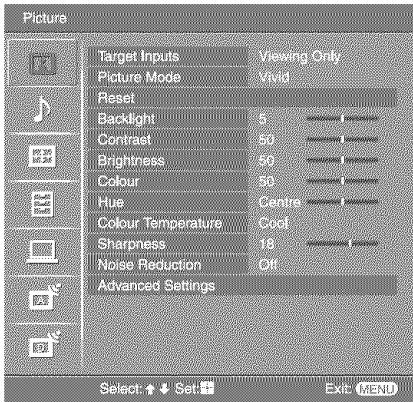 Picture
Target Inputs Viewing Only
Picture Mode Vivid
Reset
Backlight 5
Contrast 50
Brightness 50
Colour 50
Hue Centre
Colour Temperature Cool
Sharpness 18
Noise Reduction Off
Advanced Settings
A
D
Select: Set: Exit: MENU